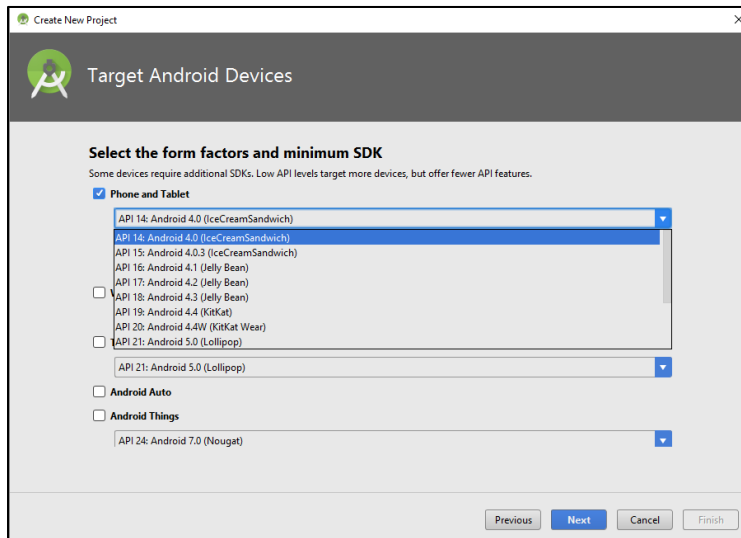 Create New Project
Target Android Devices
Select the form factors and minimum SDK
Some devices require additional SDKs. Low API levels target more devices, but offer fewer API features.
Phone and Tablet
API 14: Android 4.0 (IceCreamSandwich)
API 14: Android 4.0 (IceCreamSandwich)
API 15: Android 4.0.3 (IceCreamSandwich)
API 16: Android 4.1 (Jelly Bean)
API 17: Android 4.2 (Jelly Bean)
API 18: Android 4.3 (Jelly Bean)
API 19: Android 4.4 (KitKat)
API 20: Android 4.4W (KitKat Wear)
API 21: Android 5.0 (Lollipop)
API 21: Android 5.0 (Lollipop)
Android Auto
Android Things
API 24: Android 7.0 (Nougat)
Previous Next Cancel Finish